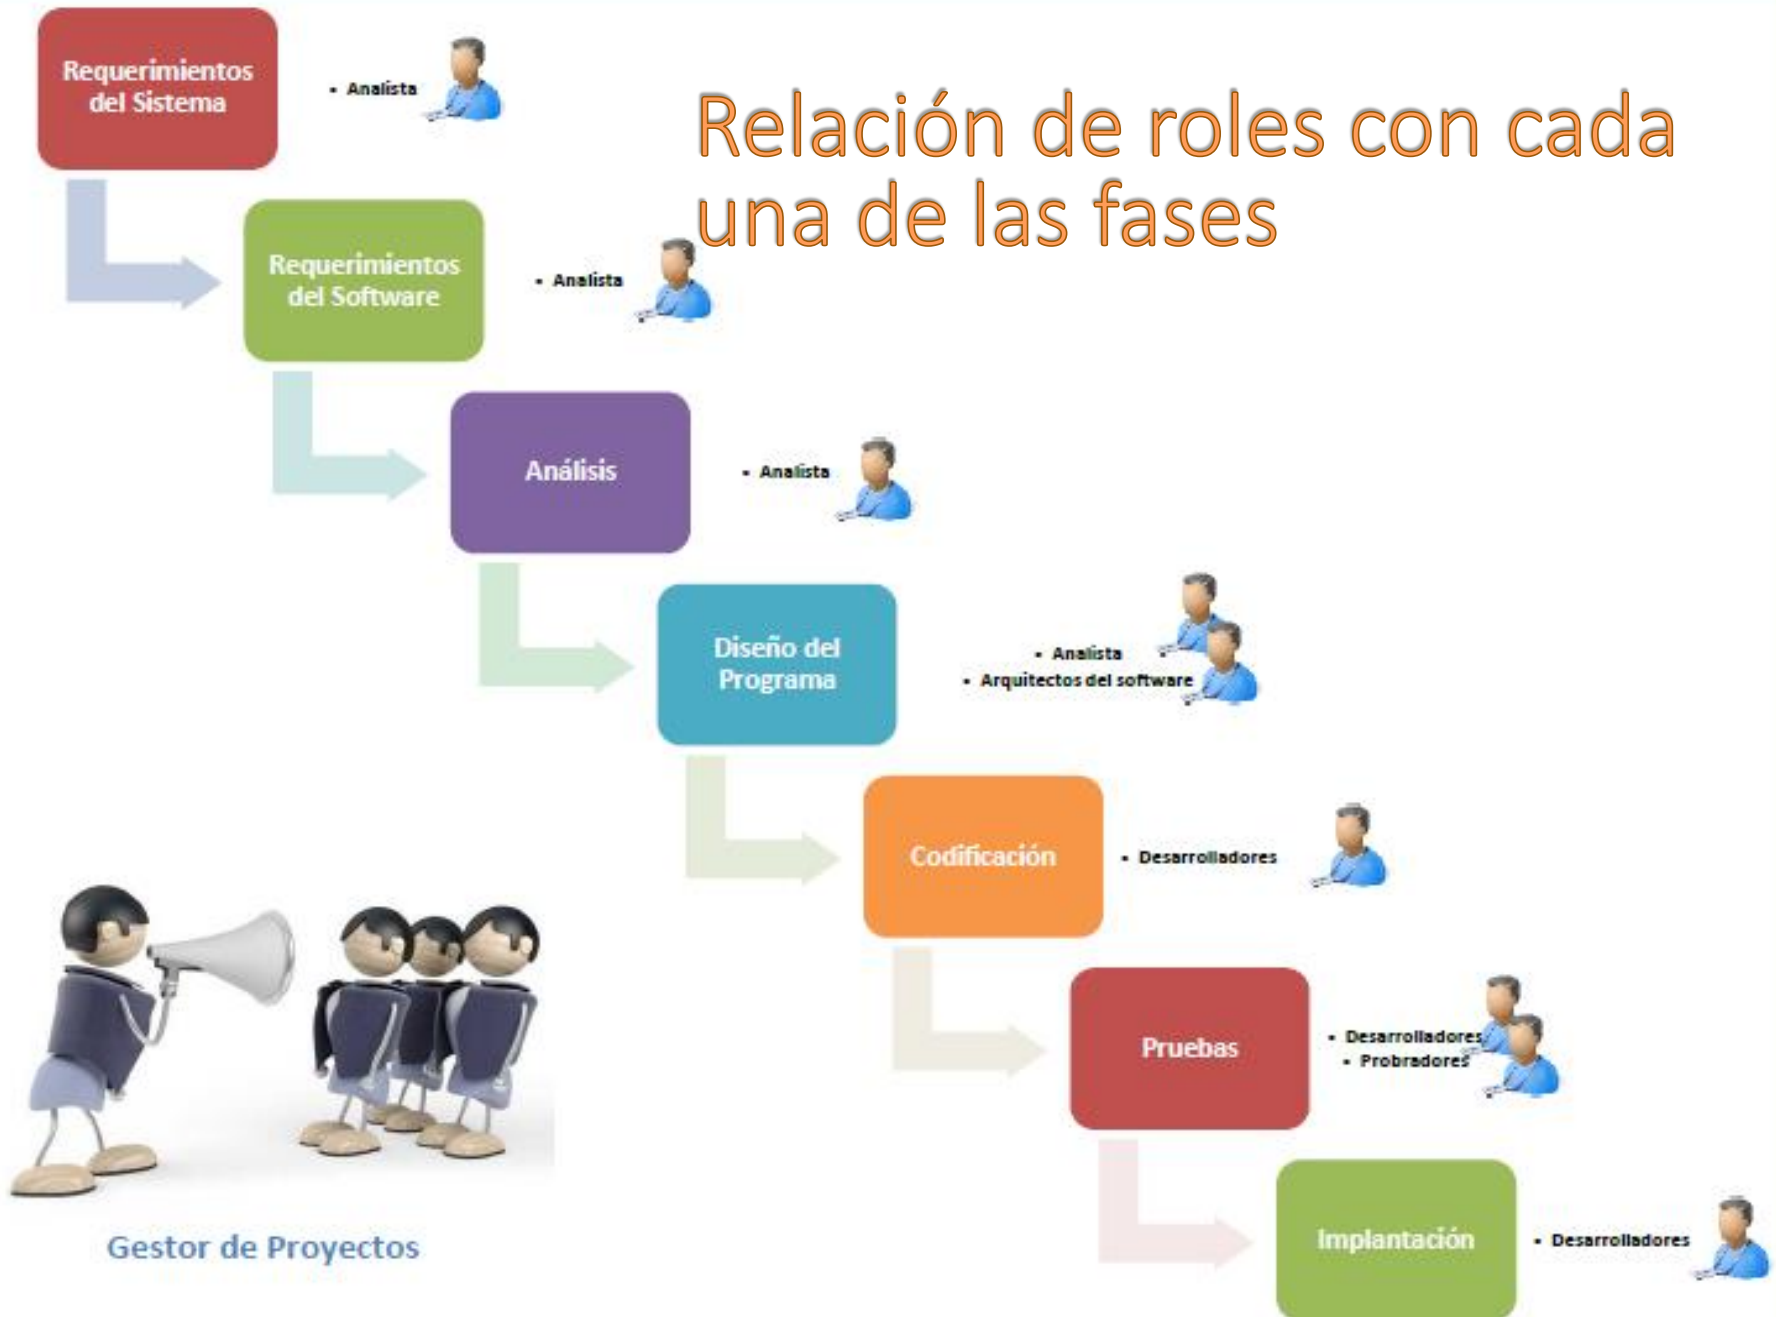 Relación de roles con cada
una de las fases
Requerimientos
del Sistema
• Analista
Requerimientos
del Software
• Analista
Análisis
• Analista
Diseño del
Programa
• Analista
• Arquitectos del software
Codificación
• Desarrolladores
Pruebas
• Desarrolladores
• Probradores
Implantación
• Desarrolladores
Gestor de Proyectos